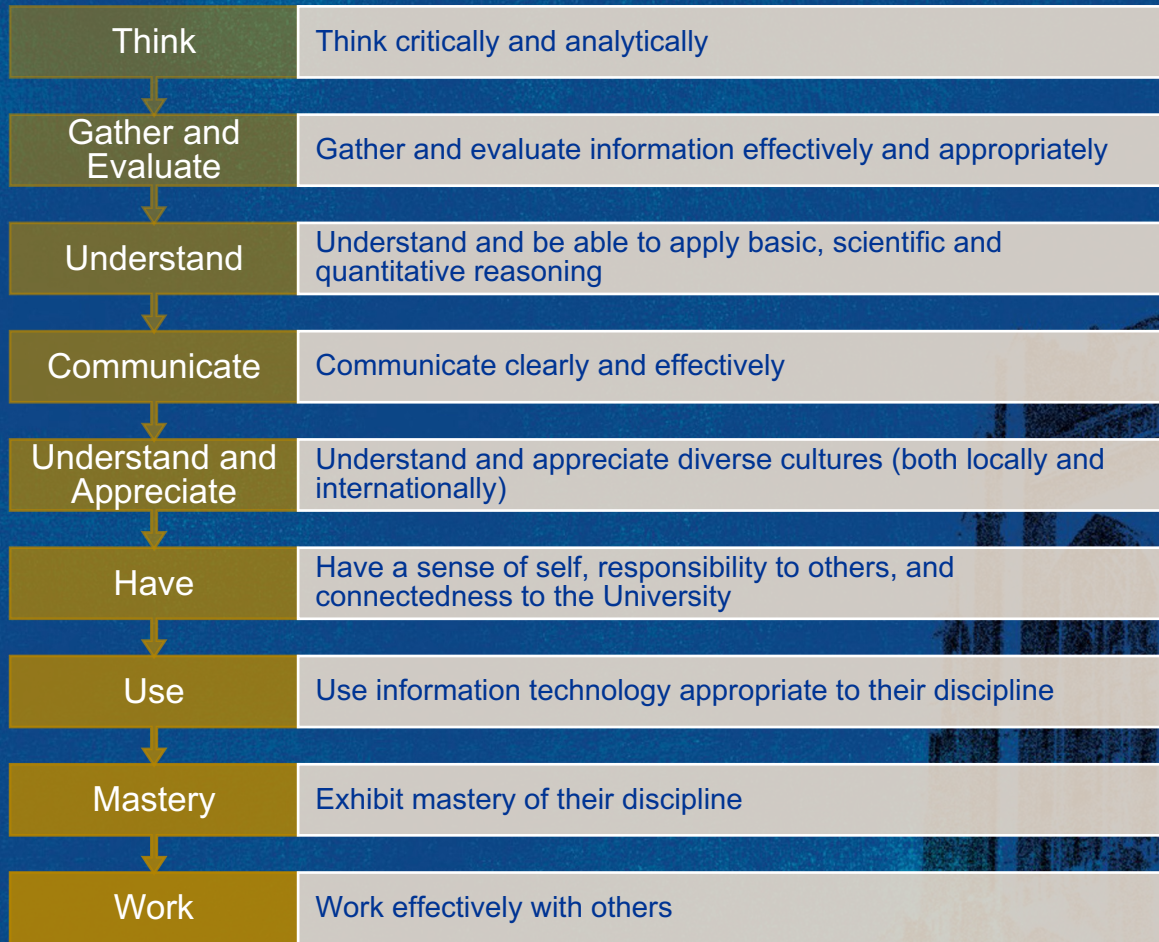 Think
Think critically and analytically
Gather and
Evaluate
Gather and evaluate information effectively and appropriately
Understand
Understand and be able to apply basic, scientific and
quantitative reasoning
Communicate
Communicate clearly and effectively
Understand and
Appreciate
Understand and appreciate diverse cultures (both locally and
internationally)
Have
Have a sense of self, responsibility to others, and
connectedness to the University
Use
Use information technology appropriate to their discipline
Mastery
Exhibit mastery of their discipline
Work
Work effectively with others